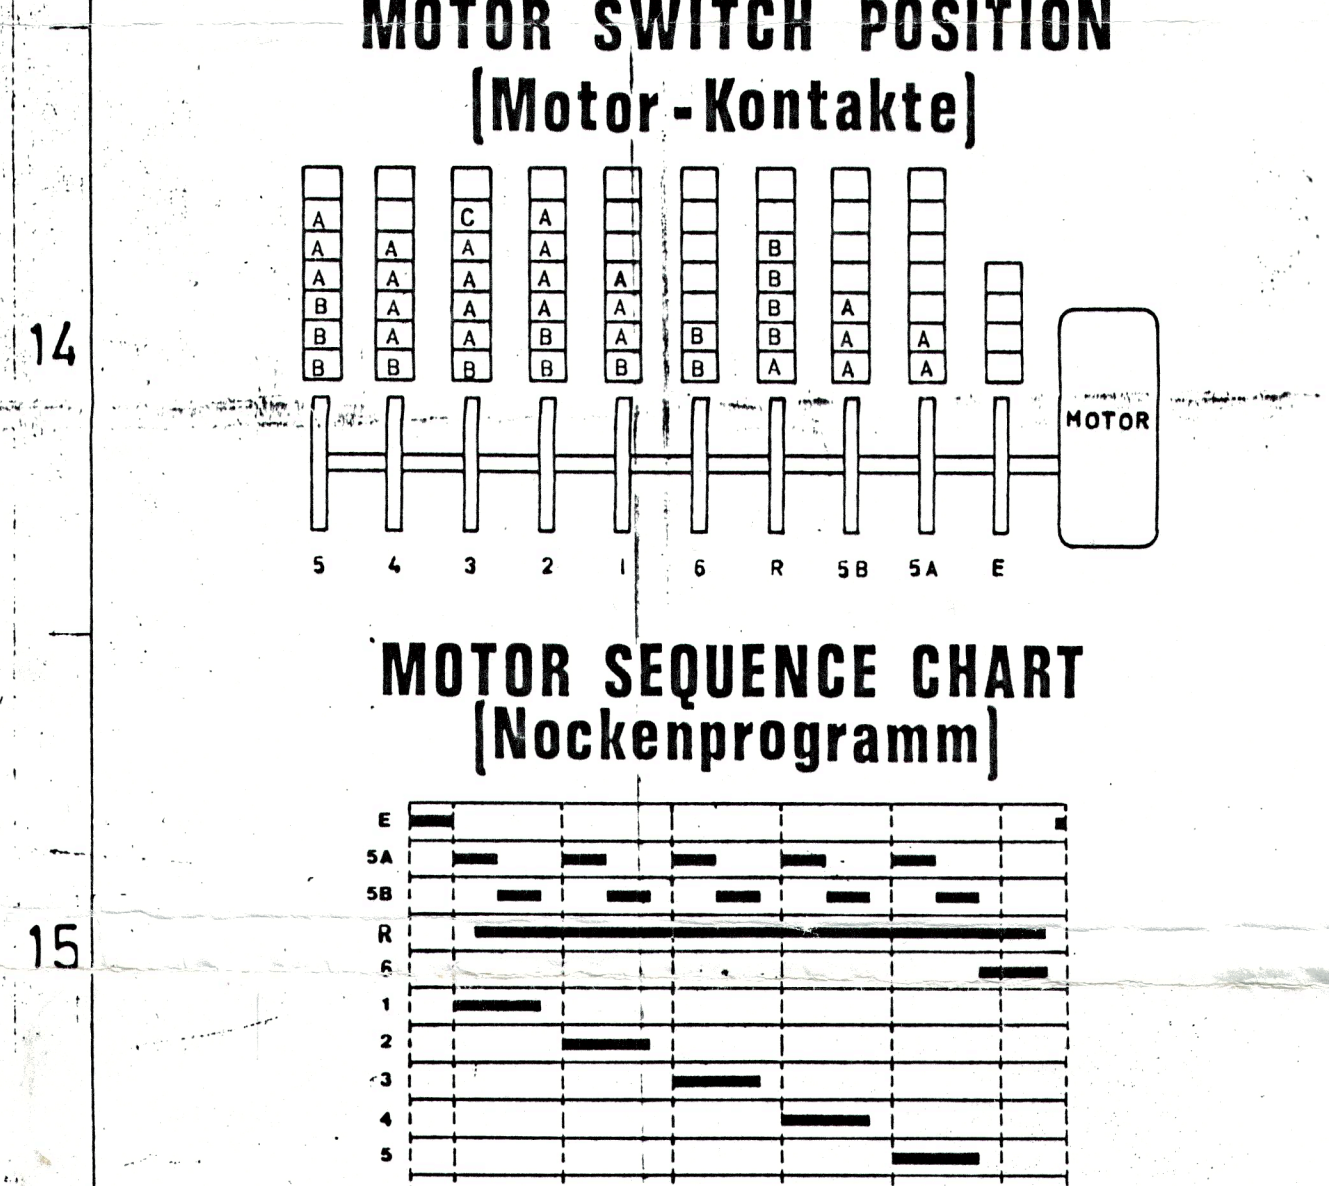 MOTOR SWITCH POSITION
(Motor-Kontakte)
A C A
A A A A B
A A A A A B
B A A A A B A
B A A B A B B A A
B B B B B B A A A
14
MOTOR
5 4 3 2 1 6 R 5B 5A E
MOTOR SEQUENCE CHART
(Nockenprogramm)
E
5A
5B
R
15
6
1
2
3
4
5